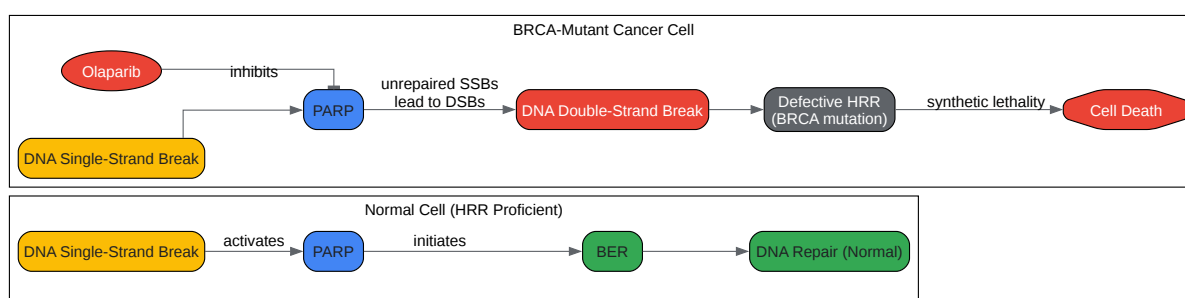 BRCA-Mutant Cancer Cell
Olaparib
inhibits
DNA Single-Strand Break
PARP
unrepaired SSBs
lead to DSBs
DNA Double-Strand Break
Defective HRR
(BRCA mutation)
synthetic lethality
Cell Death
Normal Cell (HRR Proficient)
DNA Single-Strand Break
activates
PARP
initiates
BER
DNA Repair (Normal)